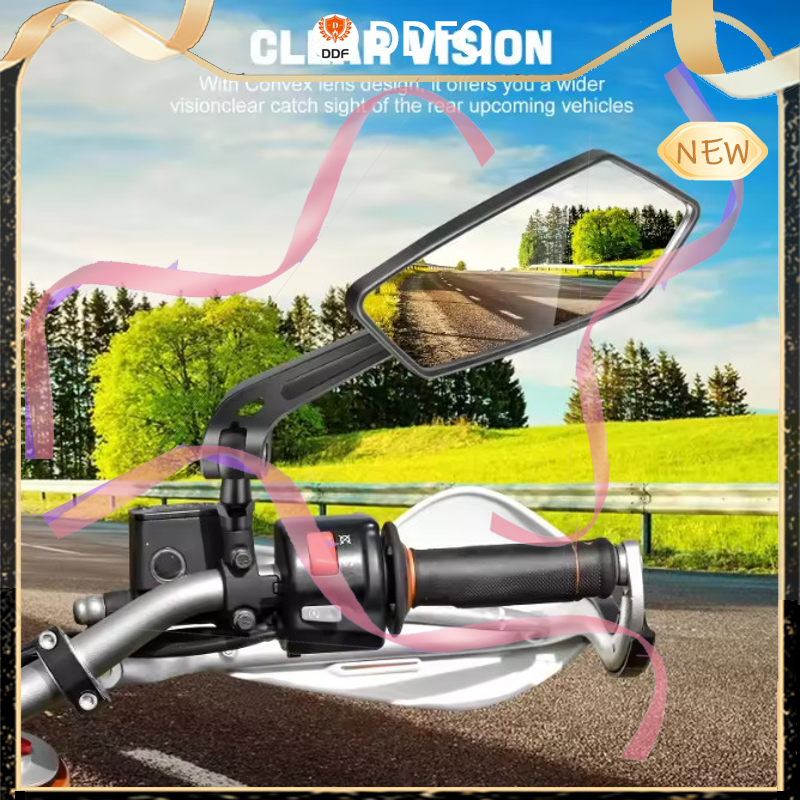 CLEAR VISION
DDFO
DDF
With Convex lens design, it offers you a wider
visionclear catch sight of the rear upcoming vehicles
NEW